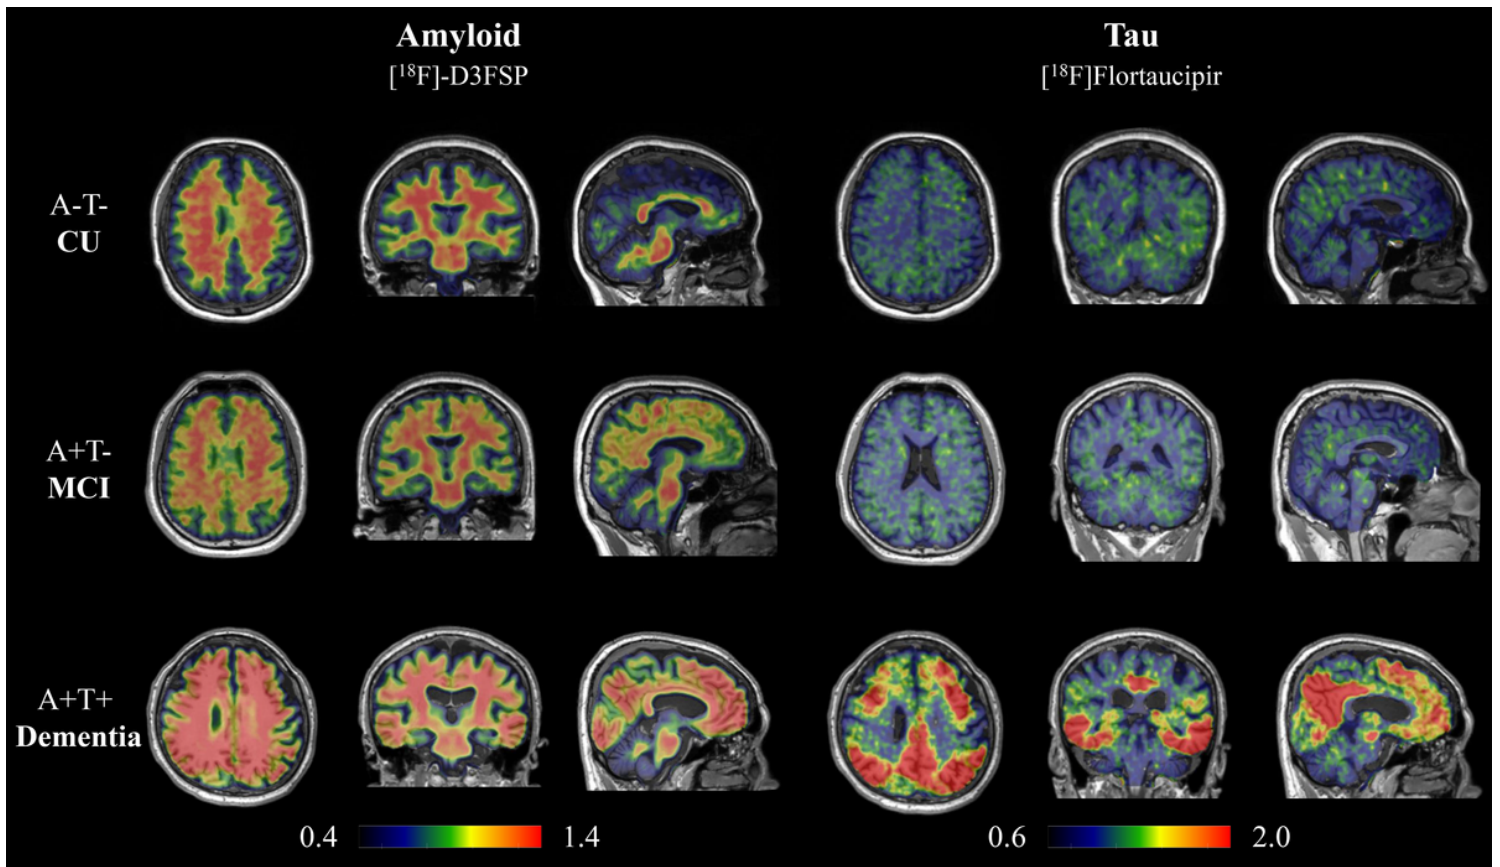 Amyloid
[¹⁸F]-D3FSP
Tau
[¹⁸F]Flortaucipir
A-T-
CU
A+T-
MCI
A+T+
Dementia
0.4
1.4
0.6
2.0